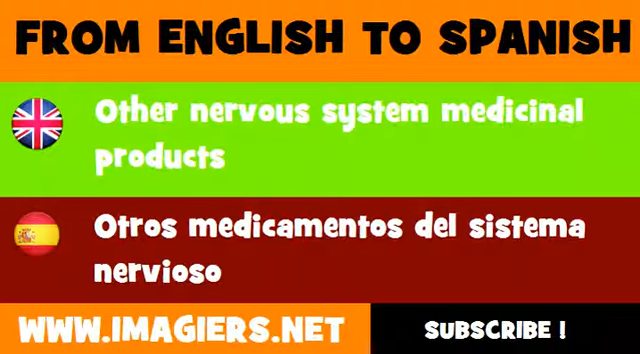 FROM ENGLISH TO SPANISH
Other nervous system medicinal
products
Otros medicamentos del sistema
nervioso
WWW.IMAGIERS.NET
SUBSCRIBE !